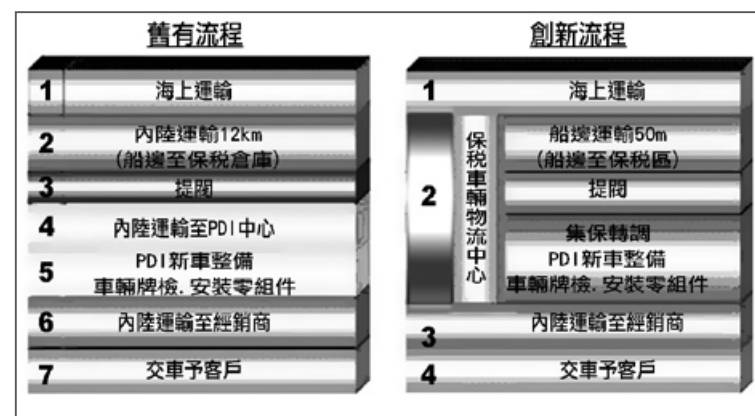 舊有流程
1 海上運輸
2 內陸運輸12km
(船邊至保税倉庫)
3 提閥
4 內陸運輸至PDI中心
5 PDI新車整備
車輛牌檢.安裝零組件
6 內陸運輸至經銷商
7 交車予客戶
創新流程
1 海上運輸
2 保税車輛物流中心
船邊運輸50m
(船邊至保税區)
提閥
集保轉調
PDI新車整備
車輛牌檢.安裝零組件
3 內陸運輸至經銷商
4 交車予客戶